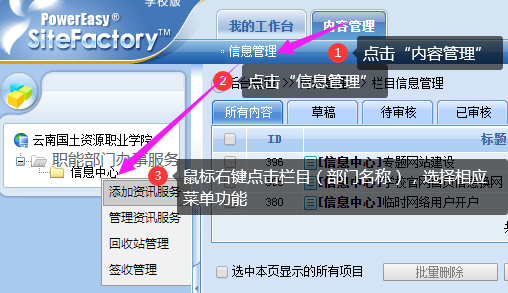 学校版
PowerEasy®
SiteFactory™
我的工作台
内容管理
信息管理
1 点击“内容管理”
2 点击“信息管理”
后台 >> 栏目信息管理
所有内容
草稿
待审核
已审核
ID
标题
云南国土资源职业学院
职能部门办事服务
信息中心
396
[信息中心]专题网站建设
[信息中心]
380
[信息中心]临时网络用户开户
3 鼠标右键点击栏目（部门名称），选择相应
菜单功能
添加资讯服务
管理资讯服务
回收站管理
签收管理
选中本页显示的所有项目
批量删除